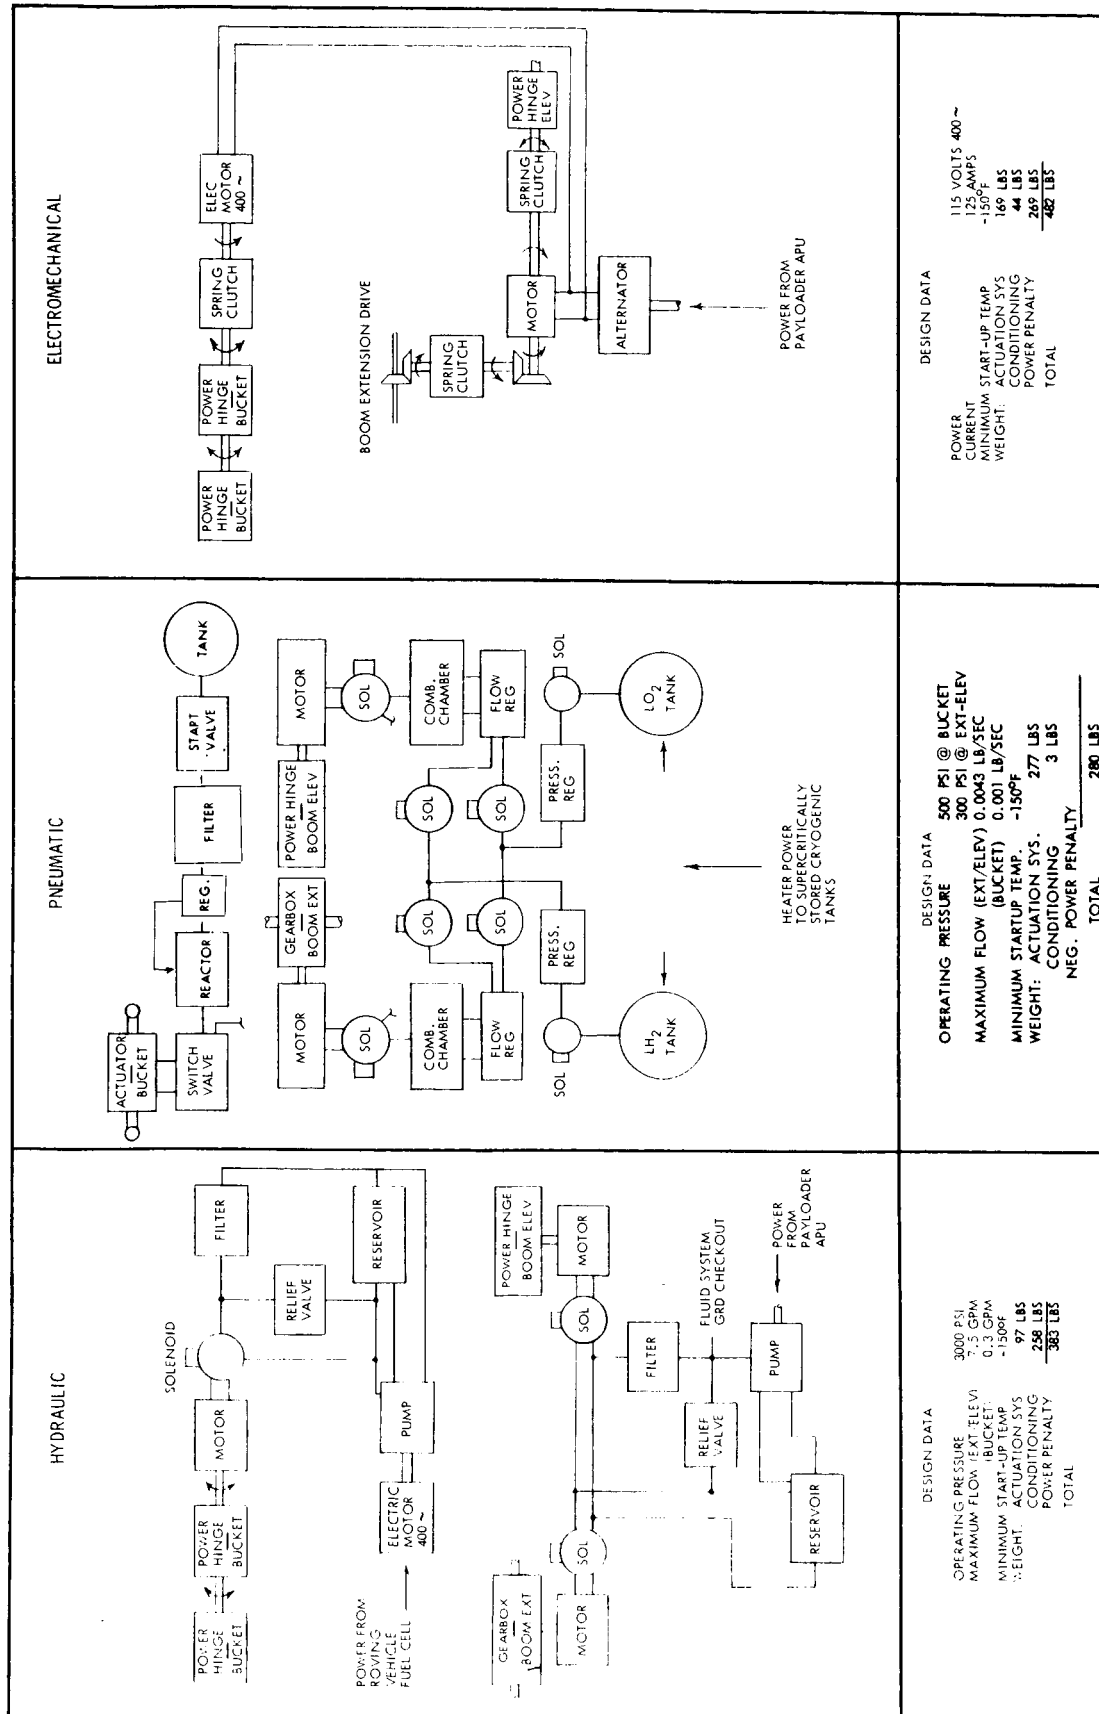 HYDRAULIC
POWER
HINGE
BUCKET
POWER
HINGE
BUCKET
MOTOR
SOLENOID
FILTER
RELIEF
VALVE
RESERVOIR
PUMP
ELECTRIC
MOTOR
400 ~
POWER FROM
ROVING
VEHICLE
FUEL CELL
POWER HINGE
BOOM ELEV
MOTOR
SOL
GEARBOX
BOOM EXT
MOTOR
SOL
FILTER
FLUID SYSTEM
GRD CHECKOUT
RELIEF
VALVE
PUMP
POWER
FROM
PAYLOADER
APU
RESERVOIR
DESIGN DATA
OPERATING PRESSURE 3000 PSI
MAXIMUM FLOW (EXT/ELEV) 7.5 GPM
(BUCKET) 0.3 GPM
MINIMUM START-UP TEMP -150°F
WEIGHT: ACTUATION SYS 97 LBS
CONDITIONING
POWER PENALTY 258 LBS
TOTAL 383 LBS
PNEUMATIC
ACTUATOR
BUCKET
SWITCH
VALVE
REACTOR
REG.
FILTER
START
VALVE
TANK
MOTOR
GEARBOX
BOOM EXT
POWER HINGE
BOOM ELEV
MOTOR
SOL
SOL
COMB.
CHAMBER
COMB.
CHAMBER
SOL
SOL
SOL
SOL
FLOW
REG
FLOW
REG
PRESS.
REG
PRESS.
REG
SOL
SOL
LH2
TANK
LO2
TANK
HEATER POWER
TO SUPERCRITICALLY
STORED CRYOGENIC
TANKS
DESIGN DATA
OPERATING PRESSURE 500 PSI @ BUCKET
300 PSI @ EXT-ELEV
MAXIMUM FLOW (EXT/ELEV) 0.0043 LB/SEC
(BUCKET) 0.001 LB/SEC
MINIMUM STARTUP TEMP. -150°F
WEIGHT: ACTUATION SYS. 277 LBS
CONDITIONING 3 LBS
NEG. POWER PENALTY
TOTAL 280 LBS
ELECTROMECHANICAL
POWER
HINGE
BUCKET
POWER
HINGE
BUCKET
SPRING
CLUTCH
ELEC
MOTOR
400 ~
BOOM EXTENSION DRIVE
SPRING
CLUTCH
MOTOR
SPRING
CLUTCH
POWER
HINGE
ELEV
ALTERNATOR
POWER FROM
PAYLOADER APU
DESIGN DATA
POWER 115 VOLTS 400 ~
CURRENT 125 AMPS
MINIMUM START-UP TEMP -150°F
WEIGHT: ACTUATION SYS 169 LBS
CONDITIONING 44 LBS
POWER PENALTY 269 LBS
TOTAL 482 LBS